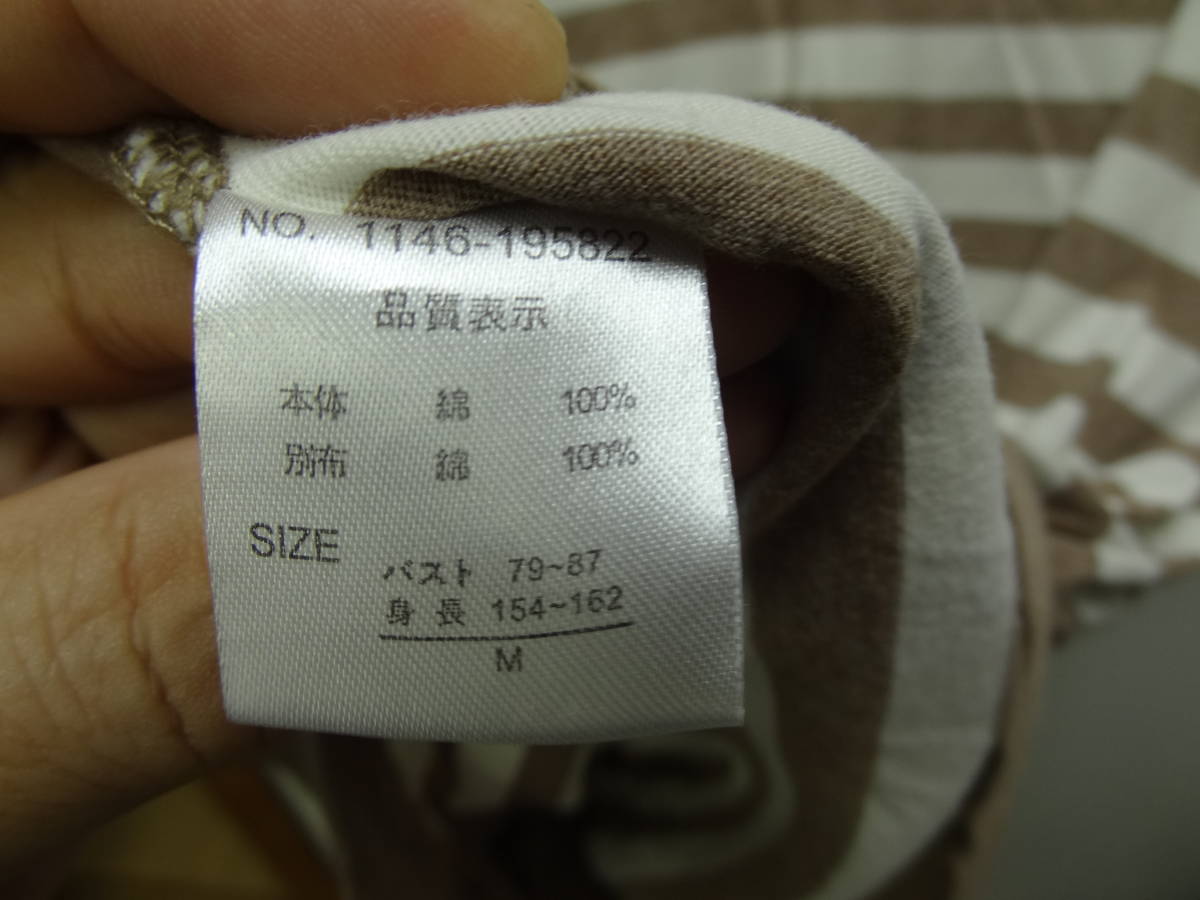 NO. 1146-195822
品質表示
本体 綿 100%
別布 綿 100%
SIZE
バスト 79~87
身長 154~162
M